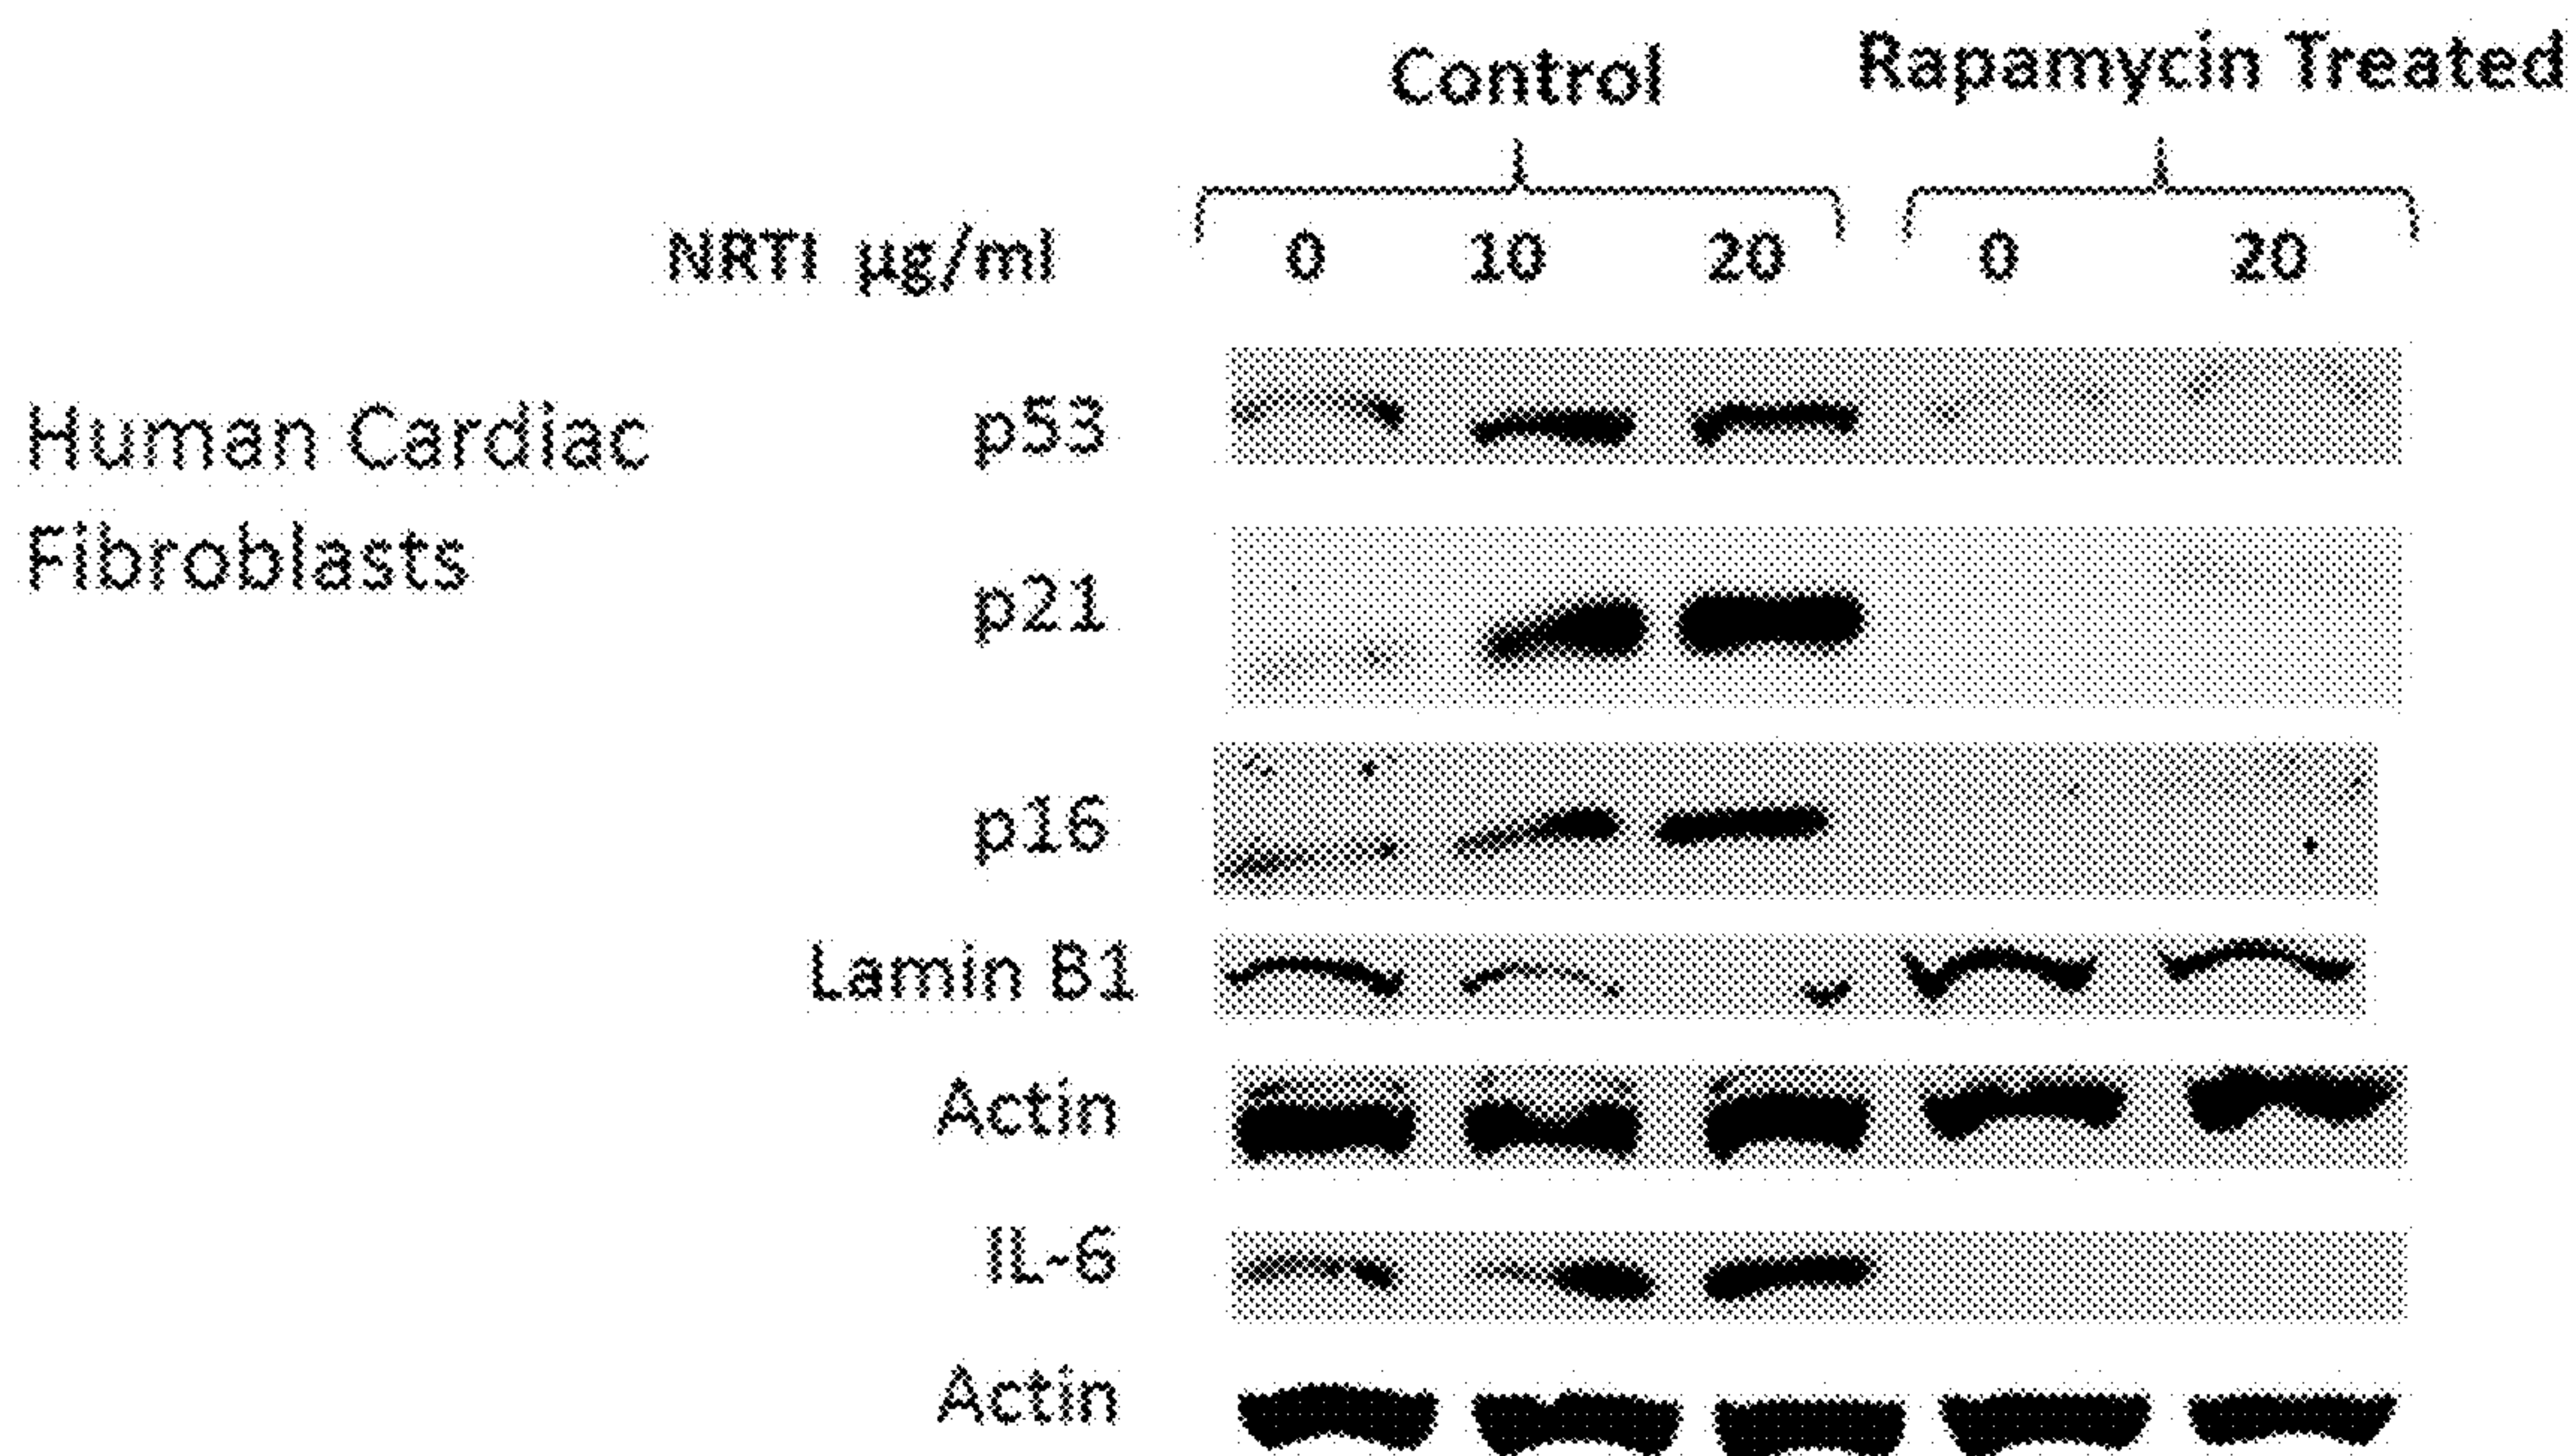 Control Rapamycin Treated
NRTI µg/ml 0 10 20 0 20
Human Cardiac
Fibroblasts
p53
p21
p16
Lamin B1
Actin
IL-6
Actin